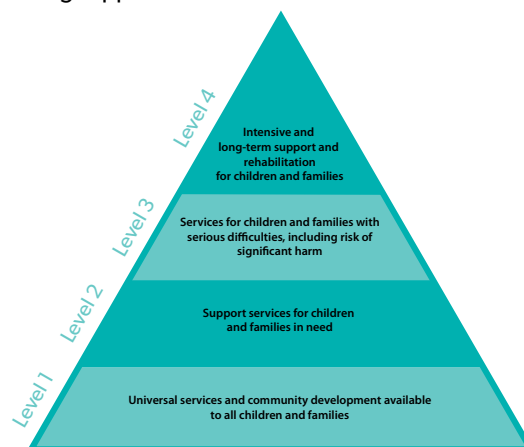 Level 4
Intensive and
long-term support and
rehabilitation
for children and families
Level 3
Services for children and families with
serious difficulties, including risk of
significant harm
Level 2
Support services for children
and families in need
Level 1
Universal services and community development available
to all children and families